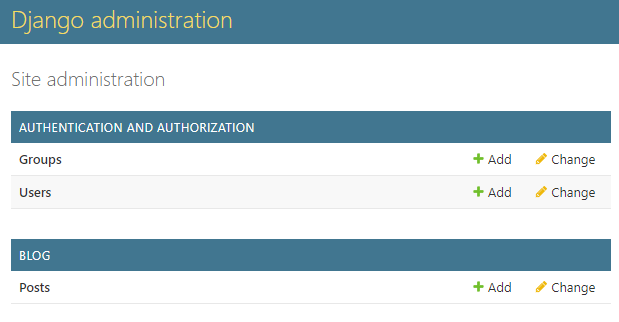 Django administration
Site administration
AUTHENTICATION AND AUTHORIZATION
Groups Add Change
Users Add Change
BLOG
Posts Add Change